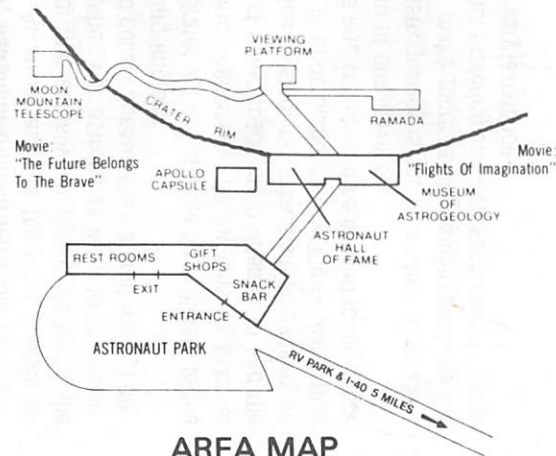 VIEWING
PLATFORM
MOON
MOUNTAIN
TELESCOPE
CRATER RIM
RAMADA
Movie:
"The Future Belongs
To The Brave"
Movie:
"Flights Of Imagination"
APOLLO
CAPSULE
MUSEUM
OF
ASTROGEOLOGY
ASTRONAUT
HALL
OF FAME
REST ROOMS
GIFT
SHOPS
SNACK
BAR
EXIT
ENTRANCE
ASTRONAUT PARK
RV PARK & I-40 5 MILES
AREA MAP